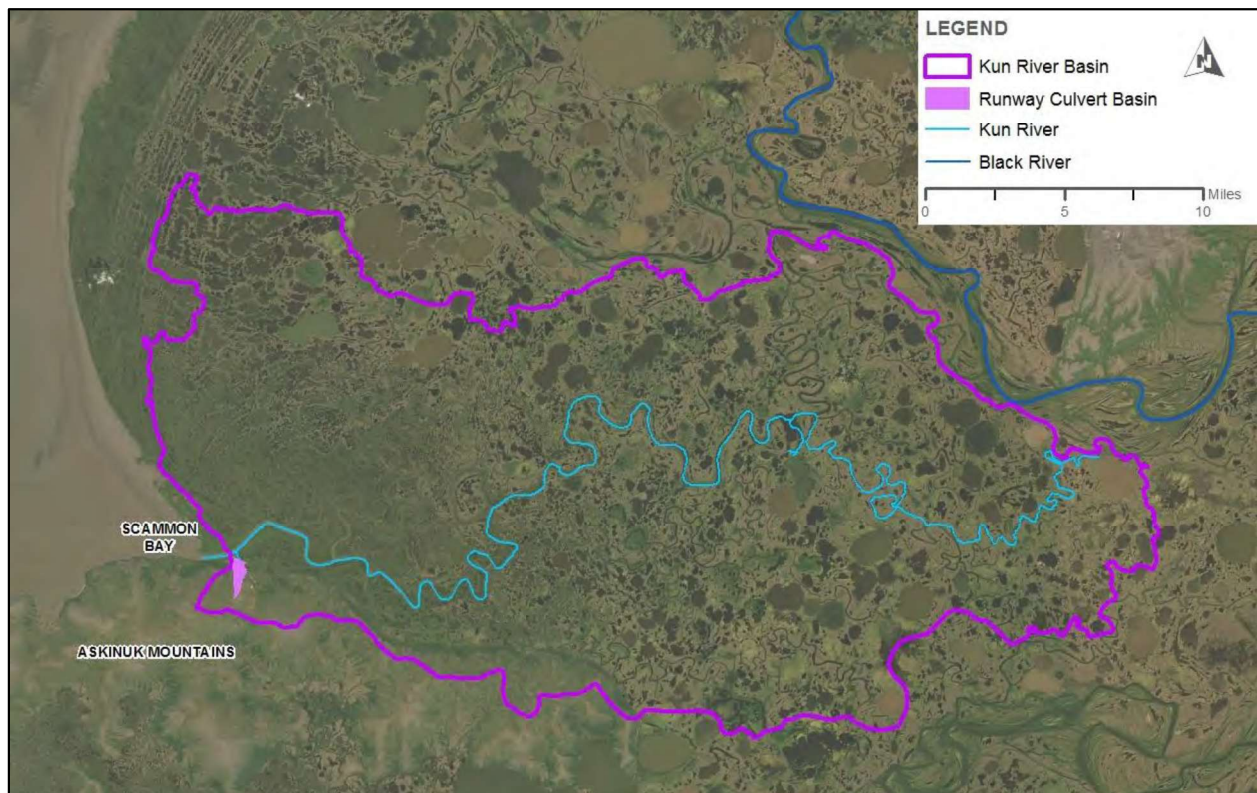 LEGEND
N
Kun River Basin
Runway Culvert Basin
Kun River
Black River
Miles
0 5 10
SCAMMON
BAY
ASKINUK MOUNTAINS